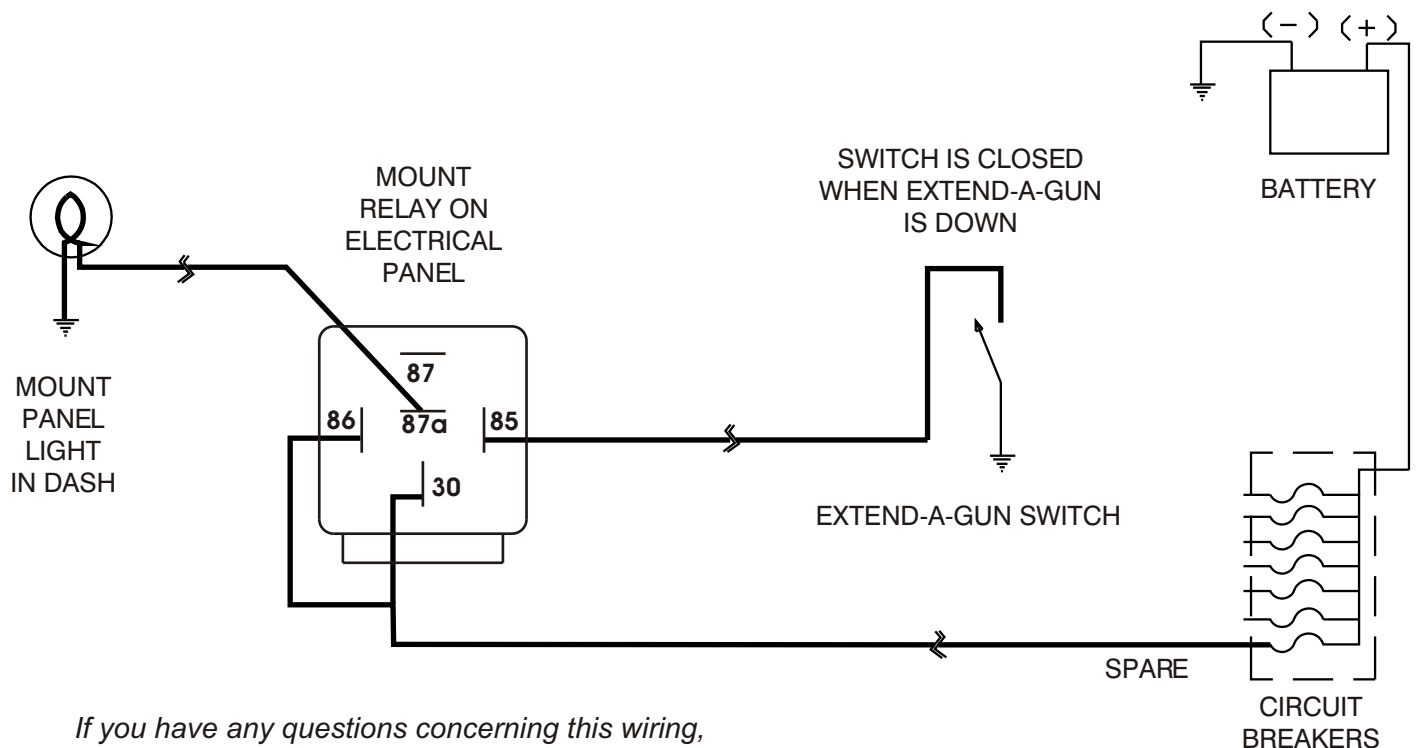 ( - ) ( + )
BATTERY
SWITCH IS CLOSED
WHEN EXTEND-A-GUN
IS DOWN
MOUNT
RELAY ON
ELECTRICAL
PANEL
MOUNT
PANEL
LIGHT
IN DASH
87
86
87a
85
30
EXTEND-A-GUN SWITCH
SPARE
CIRCUIT
BREAKERS
If you have any questions concerning this wiring,